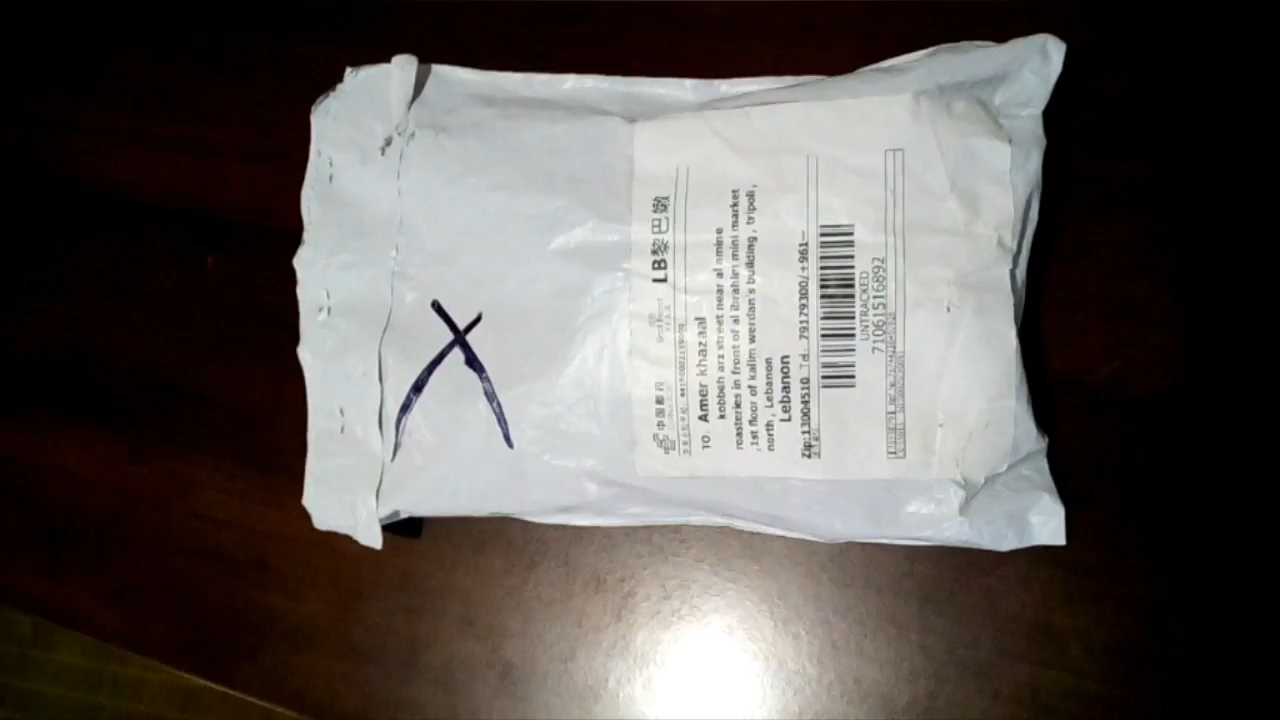 中国邮政
LB黎巴嫩
TO: Amer khazaal
kobbeh arz street near al amine
roasteries in front of al ibrahim mini market
,1st floor of kalim werdan's building , tripoli ,
north , Lebanon
Lebanon
Zip:13004510 Tel: 79179300/+961--
UNTRACKED
71061516892
X